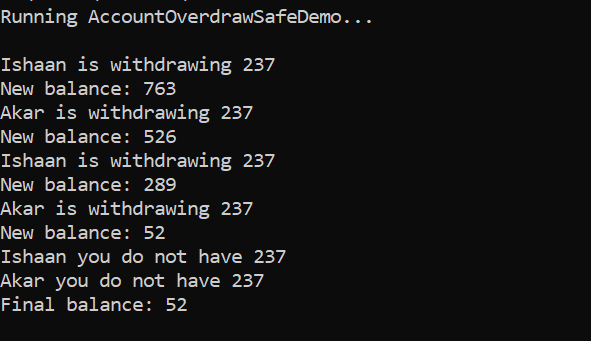 Running AccountOverdrawSafeDemo...
Ishaan is withdrawing 237
New balance: 763
Akar is withdrawing 237
New balance: 526
Ishaan is withdrawing 237
New balance: 289
Akar is withdrawing 237
New balance: 52
Ishaan you do not have 237
Akar you do not have 237
Final balance: 52